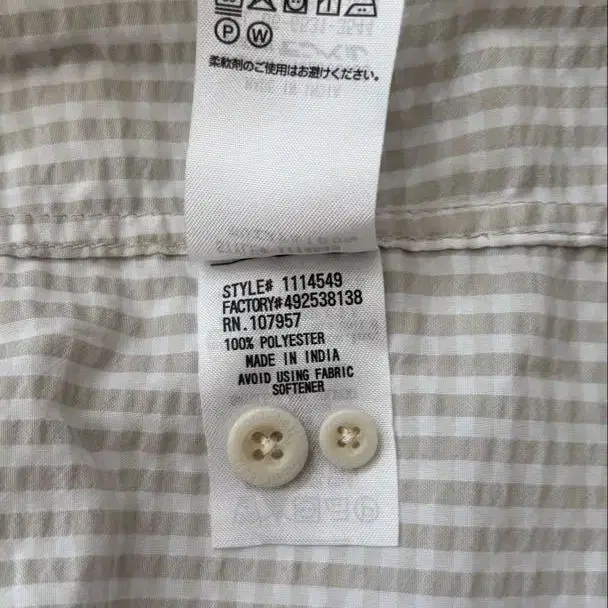 P W
柔軟剤のご使用はお避けください。
STYLE# 1114549
FACTORY#492538138
RN.107957
100% POLYESTER
MADE IN INDIA
AVOID USING FABRIC
SOFTENER